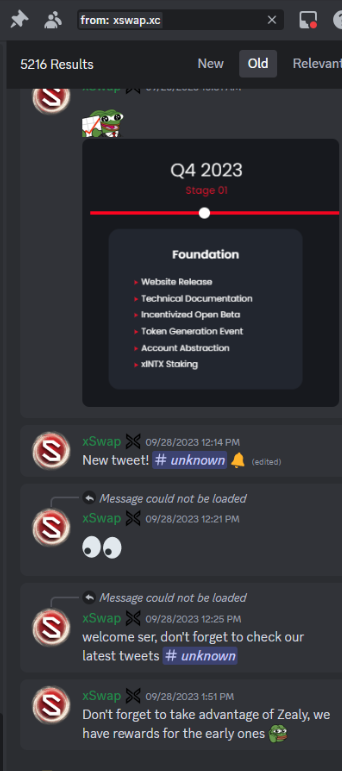 from: xswap.xc
5216 Results
New
Old
Relevant
xSwap
Q4 2023
Stage 01
Foundation
Website Release
Technical Documentation
Incentivized Open Beta
Token Generation Event
Account Abstraction
xINTX Staking
xSwap 09/28/2023 12:14 PM
New tweet! # unknown (edited)
Message could not be loaded
xSwap 09/28/2023 12:21 PM
Message could not be loaded
xSwap 09/28/2023 12:25 PM
welcome ser, don't forget to check our
latest tweets # unknown
xSwap 09/28/2023 1:51 PM
Don't forget to take advantage of Zealy, we
have rewards for the early ones